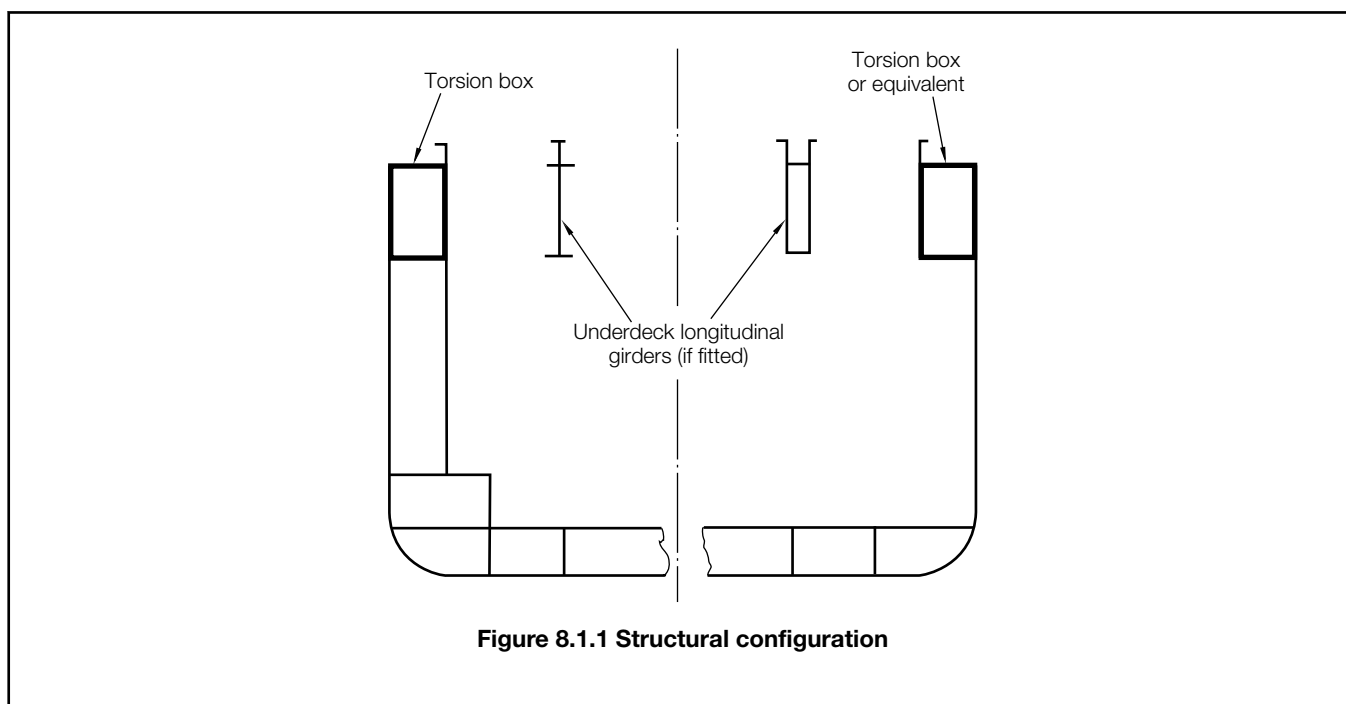 Torsion box
Torsion box
or equivalent
Underdeck longitudinal
girders (if fitted)
Figure 8.1.1 Structural configuration